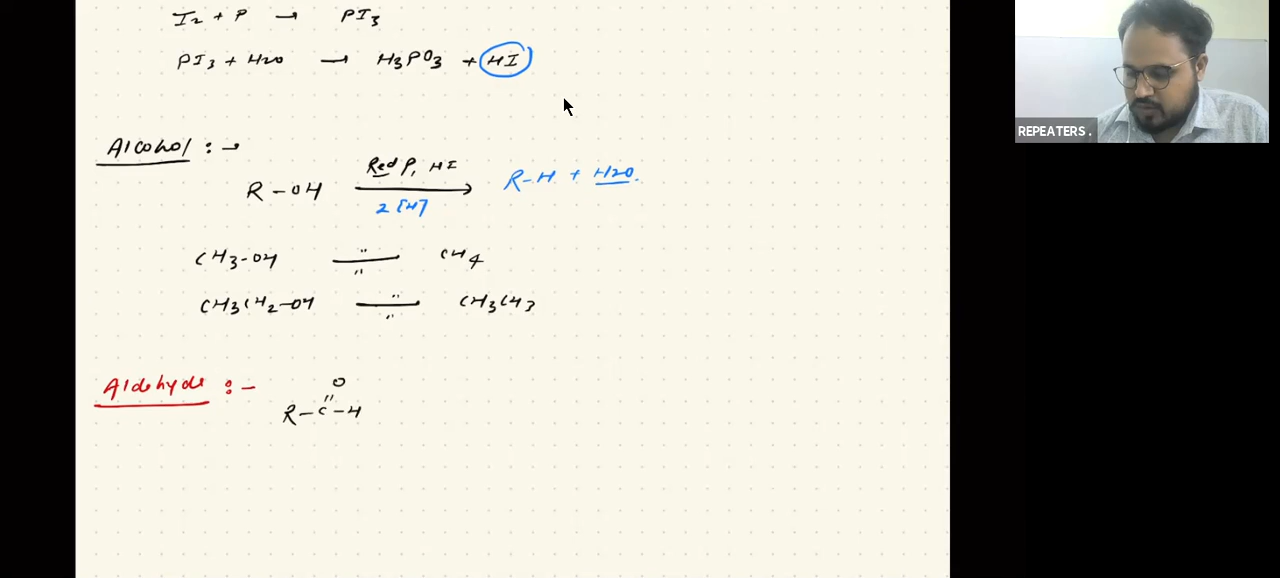 I2 + P → PI3
PI3 + H2O → H3PO3 + HI
REPEATERS .
Alcohol :→
R-OH Red P, HI 2[H] R-H + H2O.
CH3-OH " " CH4
CH3CH2-OH " " CH3CH3
Aldehyde :-
O
R-C-H